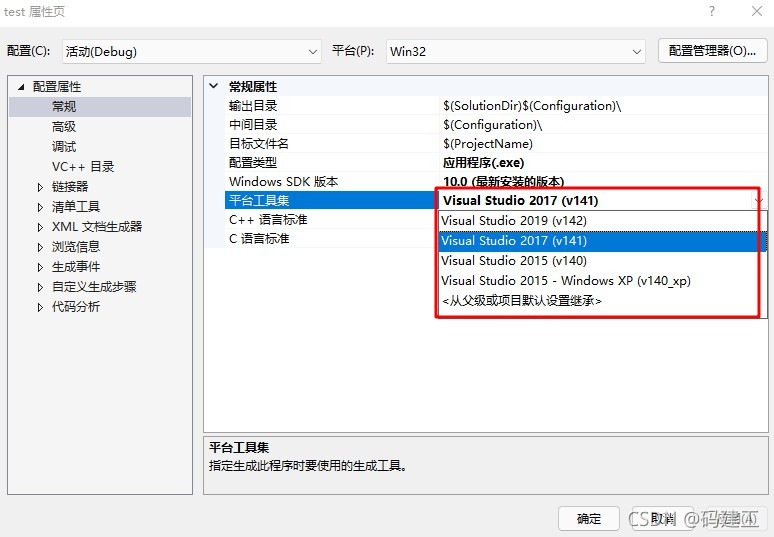 test 属性页
? ×
配置(C): 活动(Debug) 平台(P): Win32 配置管理器(O)...
配置属性
常规
高级
调试
VC++ 目录
链接器
清单工具
XML 文档生成器
浏览信息
生成事件
自定义生成步骤
代码分析
常规属性
输出目录 $(SolutionDir)$(Configuration)\
中间目录 $(Configuration)\
目标文件名 $(ProjectName)
配置类型 应用程序(.exe)
Windows SDK 版本 10.0 (最新安装的版本)
平台工具集 Visual Studio 2017 (v141)
C++ 语言标准
C 语言标准
Visual Studio 2019 (v142)
Visual Studio 2017 (v141)
Visual Studio 2015 (v140)
Visual Studio 2015 - Windows XP (v140_xp)
<从父级或项目默认设置继承>
平台工具集
指定生成此程序时要使用的生成工具。
确定 取消
CSDN @码建工